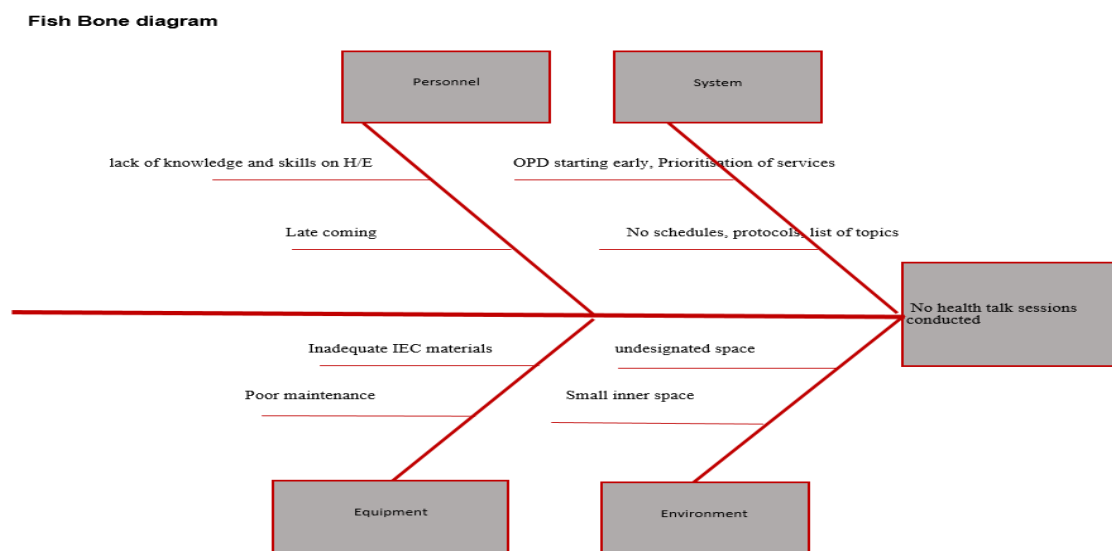 Fish Bone diagram
Personnel
System
lack of knowledge and skills on H/E
OPD starting early, Prioritisation of services
Late coming
No schedules, protocols, list of topics
No health talk sessions
conducted
Inadequate IEC materials
undesignated space
Poor maintenance
Small inner space
Equipment
Environment